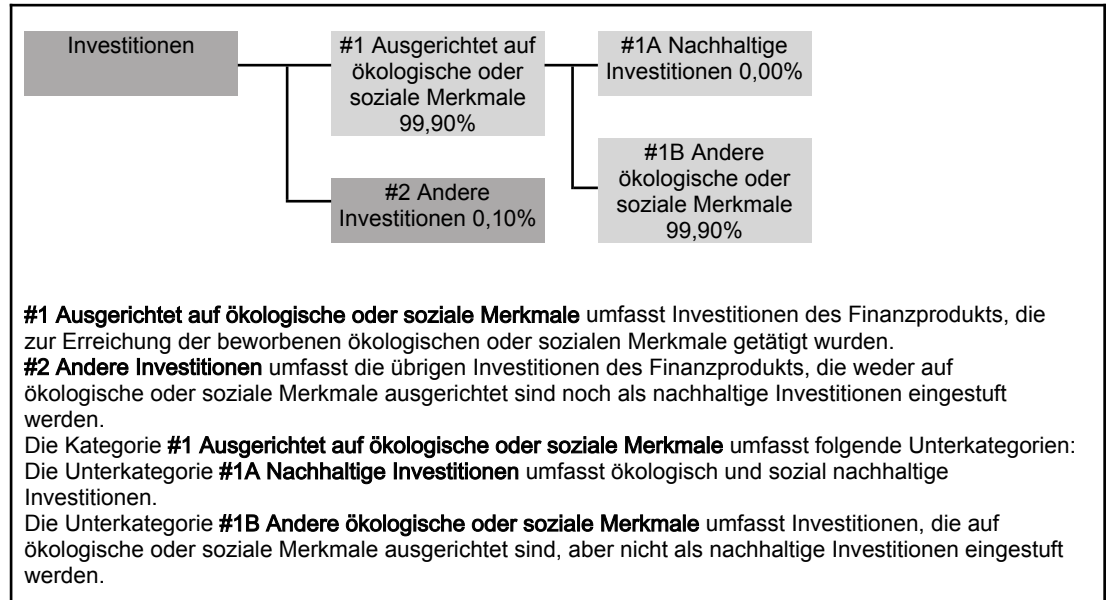 Investitionen
#1 Ausgerichtet auf
ökologische oder
soziale Merkmale
99,90%
#1A Nachhaltige
Investitionen 0,00%
#2 Andere
Investitionen 0,10%
#1B Andere
ökologische oder
soziale Merkmale
99,90%
#1 Ausgerichtet auf ökologische oder soziale Merkmale umfasst Investitionen des Finanzprodukts, die
zur Erreichung der beworbenen ökologischen oder sozialen Merkmale getätigt wurden.
#2 Andere Investitionen umfasst die übrigen Investitionen des Finanzprodukts, die weder auf
ökologische oder soziale Merkmale ausgerichtet sind noch als nachhaltige Investitionen eingestuft
werden.
Die Kategorie #1 Ausgerichtet auf ökologische oder soziale Merkmale umfasst folgende Unterkategorien:
Die Unterkategorie #1A Nachhaltige Investitionen umfasst ökologisch und sozial nachhaltige
Investitionen.
Die Unterkategorie #1B Andere ökologische oder soziale Merkmale umfasst Investitionen, die auf
ökologische oder soziale Merkmale ausgerichtet sind, aber nicht als nachhaltige Investitionen eingestuft
werden.